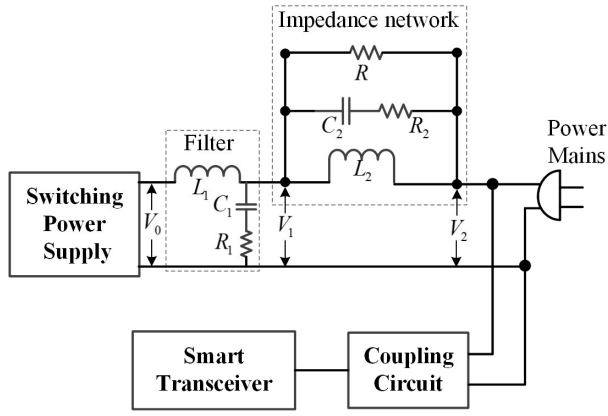 Impedance network
R
C₂
R₂
L₂
Power
Mains
Filter
L₁
C₁
R₁
Switching
Power
Supply
V₀
V₁
V₂
Smart
Transceiver
Coupling
Circuit